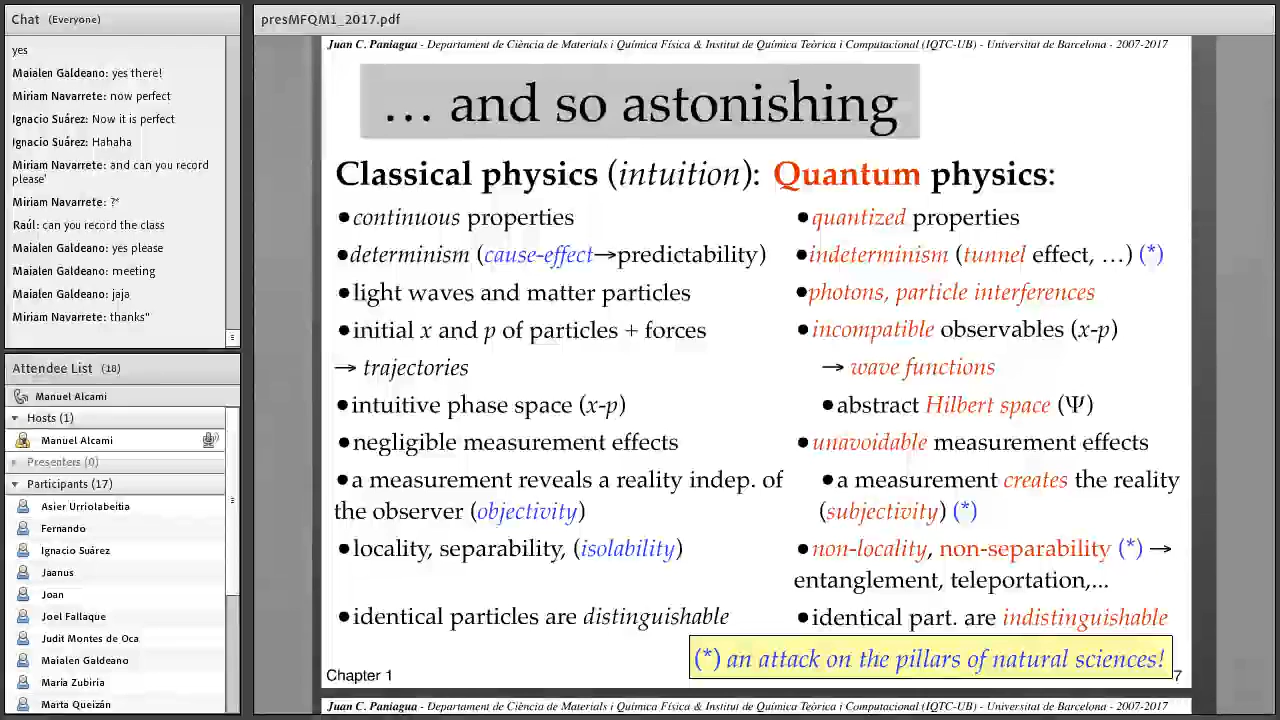 Chat (Everyone)
yes
Maialen Galdeano: yes there!
Miriam Navarrete: now perfect
Ignacio Suárez: Now it is perfect
Ignacio Suárez: Hahaha
Miriam Navarrete: and can you record
please'
Miriam Navarrete: ?*
Raúl: can you record the class
Maialen Galdeano: yes please
Maialen Galdeano: meeting
Maialen Galdeano: jaja
Miriam Navarrete: thanks"
Attendee List (18)
Manuel Alcami
Hosts (1)
Manuel Alcami
Presenters (0)
Participants (17)
Asier Urriolabeitia
Fernando
Ignacio Suárez
Jaanus
Joan
Joel Fallaque
Judit Montes de Oca
Maialen Galdeano
Maria Zubiria
Marta Queizán
presMFQM1_2017.pdf
Juan C. Paniagua - Departament de Ciència de Materials i Química Física & Institut de Química Teòrica i Computacional (IQTC-UB) - Universitat de Barcelona - 2007-2017
… and so astonishing
Classical physics (intuition): Quantum physics:
●continuous properties
●determinism (cause-effect→predictability)
●light waves and matter particles
●initial x and p of particles + forces
→ trajectories
●intuitive phase space (x-p)
●negligible measurement effects
●a measurement reveals a reality indep. of
the observer (objectivity)
●locality, separability, (isolability)
●identical particles are distinguishable
●quantized properties
●indeterminism (tunnel effect, …) (*)
●photons, particle interferences
●incompatible observables (x-p)
→ wave functions
●abstract Hilbert space (Ψ)
●unavoidable measurement effects
●a measurement creates the reality
(subjectivity) (*)
●non-locality, non-separability (*) →
entanglement, teleportation,...
●identical part. are indistinguishable
(*) an attack on the pillars of natural sciences!
Chapter 1
7
Juan C. Paniagua - Departament de Ciència de Materials i Química Física & Institut de Química Teòrica i Computacional (IQTC-UB) - Universitat de Barcelona - 2007-2017